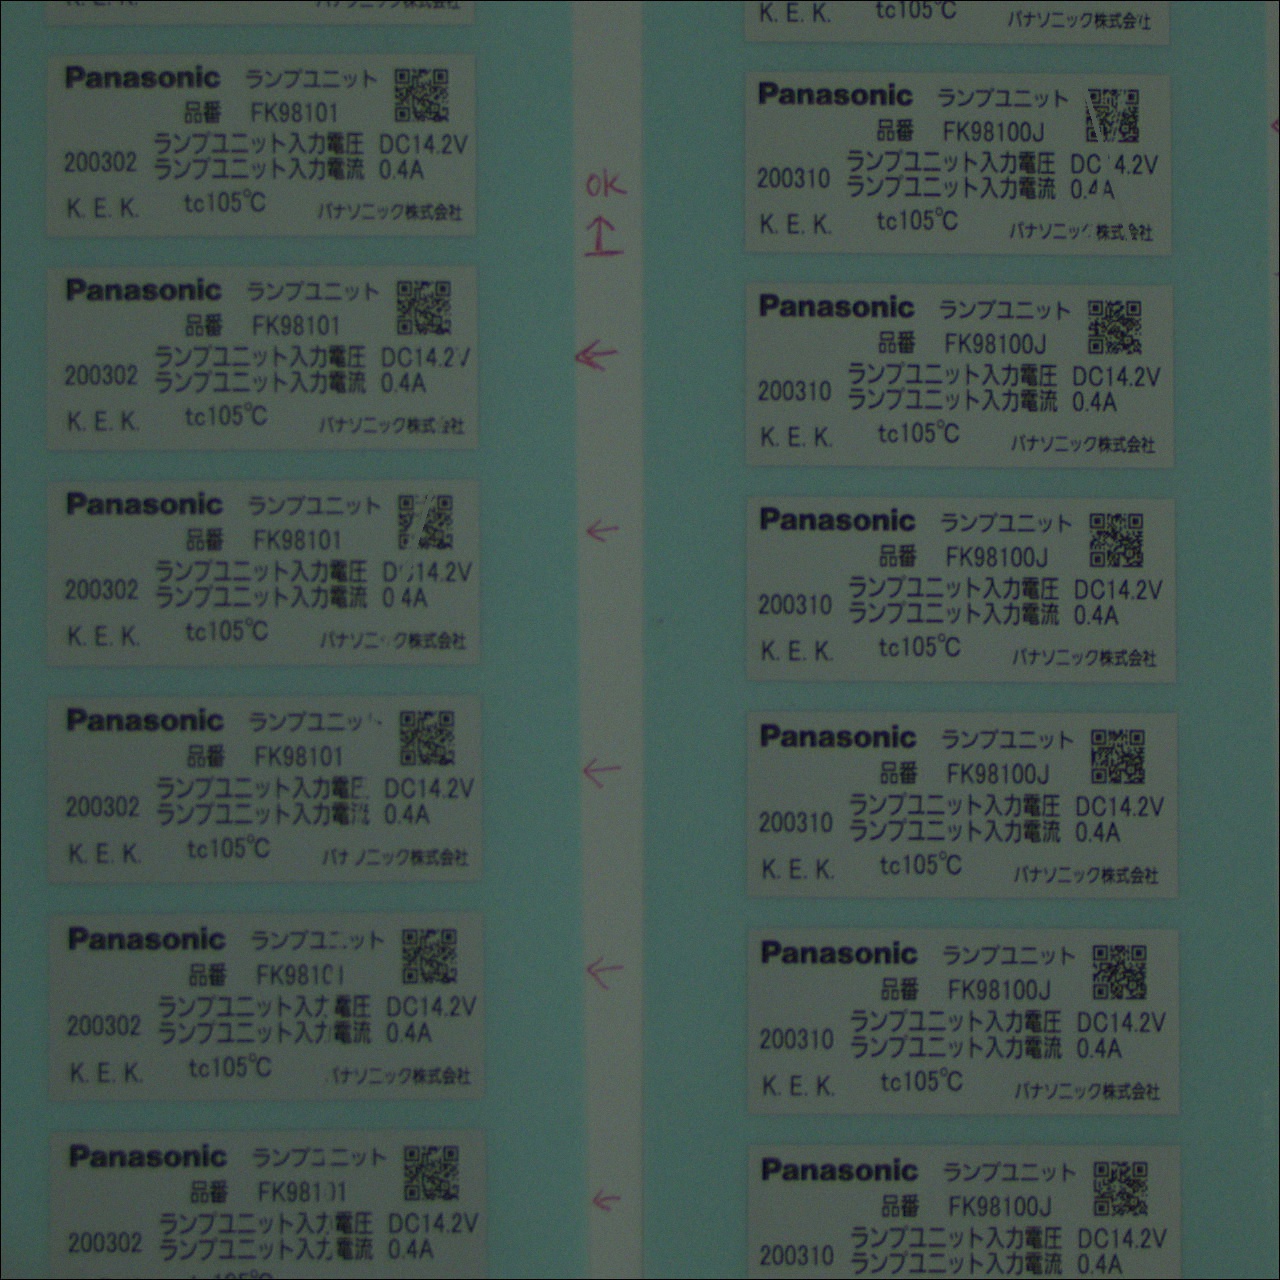 K. E. K. tc105℃ パナソニック株式会社
Panasonic ランプユニット
品番 FK98101
ランプユニット入力電圧 DC14.2V
200302 ランプユニット入力電流 0.4A
K. E. K. tc105℃ パナソニック株式会社
Panasonic ランプユニット
品番 FK98101
ランプユニット入力電圧 DC14.2V
200302 ランプユニット入力電流 0.4A
K. E. K. tc105℃ パナソニック株式会社
Panasonic ランプユニット
品番 FK98101
ランプユニット入力電圧 14.2V
200302 ランプユニット入力電流 0 4A
K. E. K. tc105℃ パナソニック株式会社
Panasonic ランプユニット
品番 FK98101
ランプユニット入力電圧 DC14.2V
200302 ランプユニット入力電流 0.4A
K. E. K. tc105℃ パナソニック株式会社
Panasonic ランプユニット
品番 FK98101
ランプユニット入力電圧 DC14.2V
200302 ランプユニット入力電流 0.4A
K. E. K. tc105℃ パナソニック株式会社
Panasonic ランプユニット
品番 FK98101
ランプユニット入力電圧 DC14.2V
200302 ランプユニット入力電流 0.4A
OK
K. E. K. tc105℃ パナソニック株式会社
Panasonic ランプユニット
品番 FK98100J
ランプユニット入力電圧 DC 4.2V
200310 ランプユニット入力電流 0.4A
K. E. K. tc105℃ パナソニック株式会社
Panasonic ランプユニット
品番 FK98100J
ランプユニット入力電圧 DC14.2V
200310 ランプユニット入力電流 0.4A
K. E. K. tc105℃ パナソニック株式会社
Panasonic ランプユニット
品番 FK98100J
ランプユニット入力電圧 DC14.2V
200310 ランプユニット入力電流 0.4A
K. E. K. tc105℃ パナソニック株式会社
Panasonic ランプユニット
品番 FK98100J
ランプユニット入力電圧 DC14.2V
200310 ランプユニット入力電流 0.4A
K. E. K. tc105℃ パナソニック株式会社
Panasonic ランプユニット
品番 FK98100J
ランプユニット入力電圧 DC14.2V
200310 ランプユニット入力電流 0.4A
K. E. K. tc105℃ パナソニック株式会社
Panasonic ランプユニット
品番 FK98100J
ランプユニット入力電圧 DC14.2V
200310 ランプユニット入力電流 0.4A